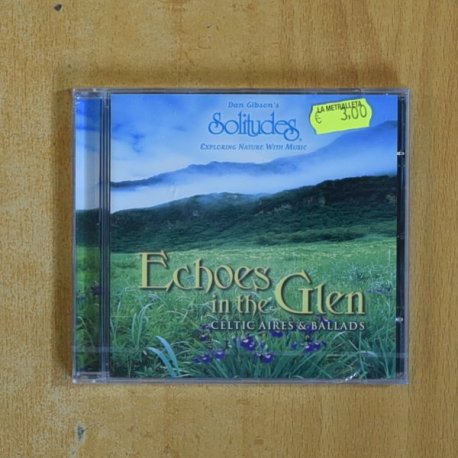 Dan Gibson's
Solitudes
Exploring Nature With Music
LA METRALLETA
€ 3,00
Echoes
in the Glen
CELTIC AIRES & BALLADS